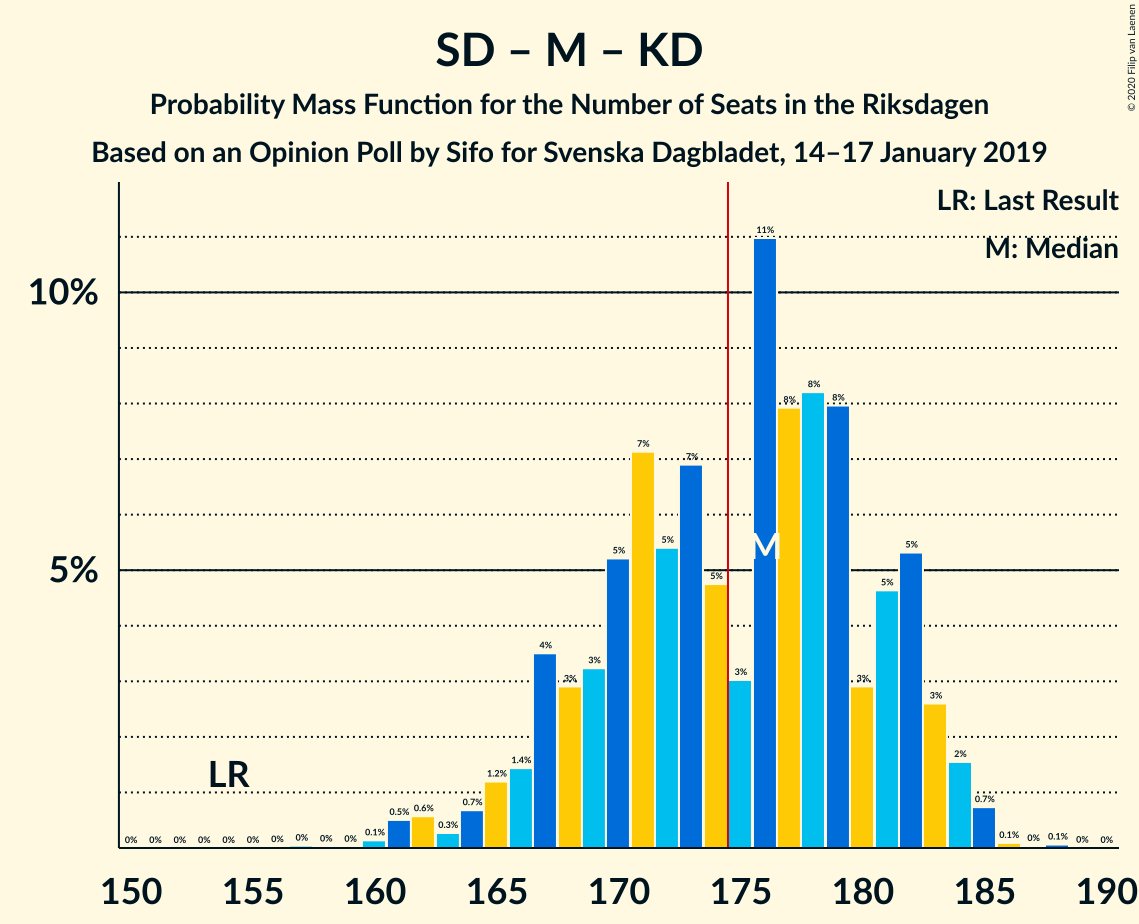 SD – M – KD
Probability Mass Function for the Number of Seats in the Riksdagen
Based on an Opinion Poll by Sifo for Svenska Dagbladet, 14–17 January 2019
© 2020 Filip van Laenen
LR: Last Result
M: Median
10%
5%
LR
M
0% 0% 0% 0% 0% 0% 0% 0% 0% 0% 0.1% 0.5% 0.6% 0.3% 0.7% 1.2% 1.4% 4% 3% 3% 5% 7% 5% 7% 5% 3% 11% 8% 8% 8% 3% 5% 5% 3% 2% 0.7% 0.1% 0% 0.1% 0% 0%
150 155 160 165 170 175 180 185 190